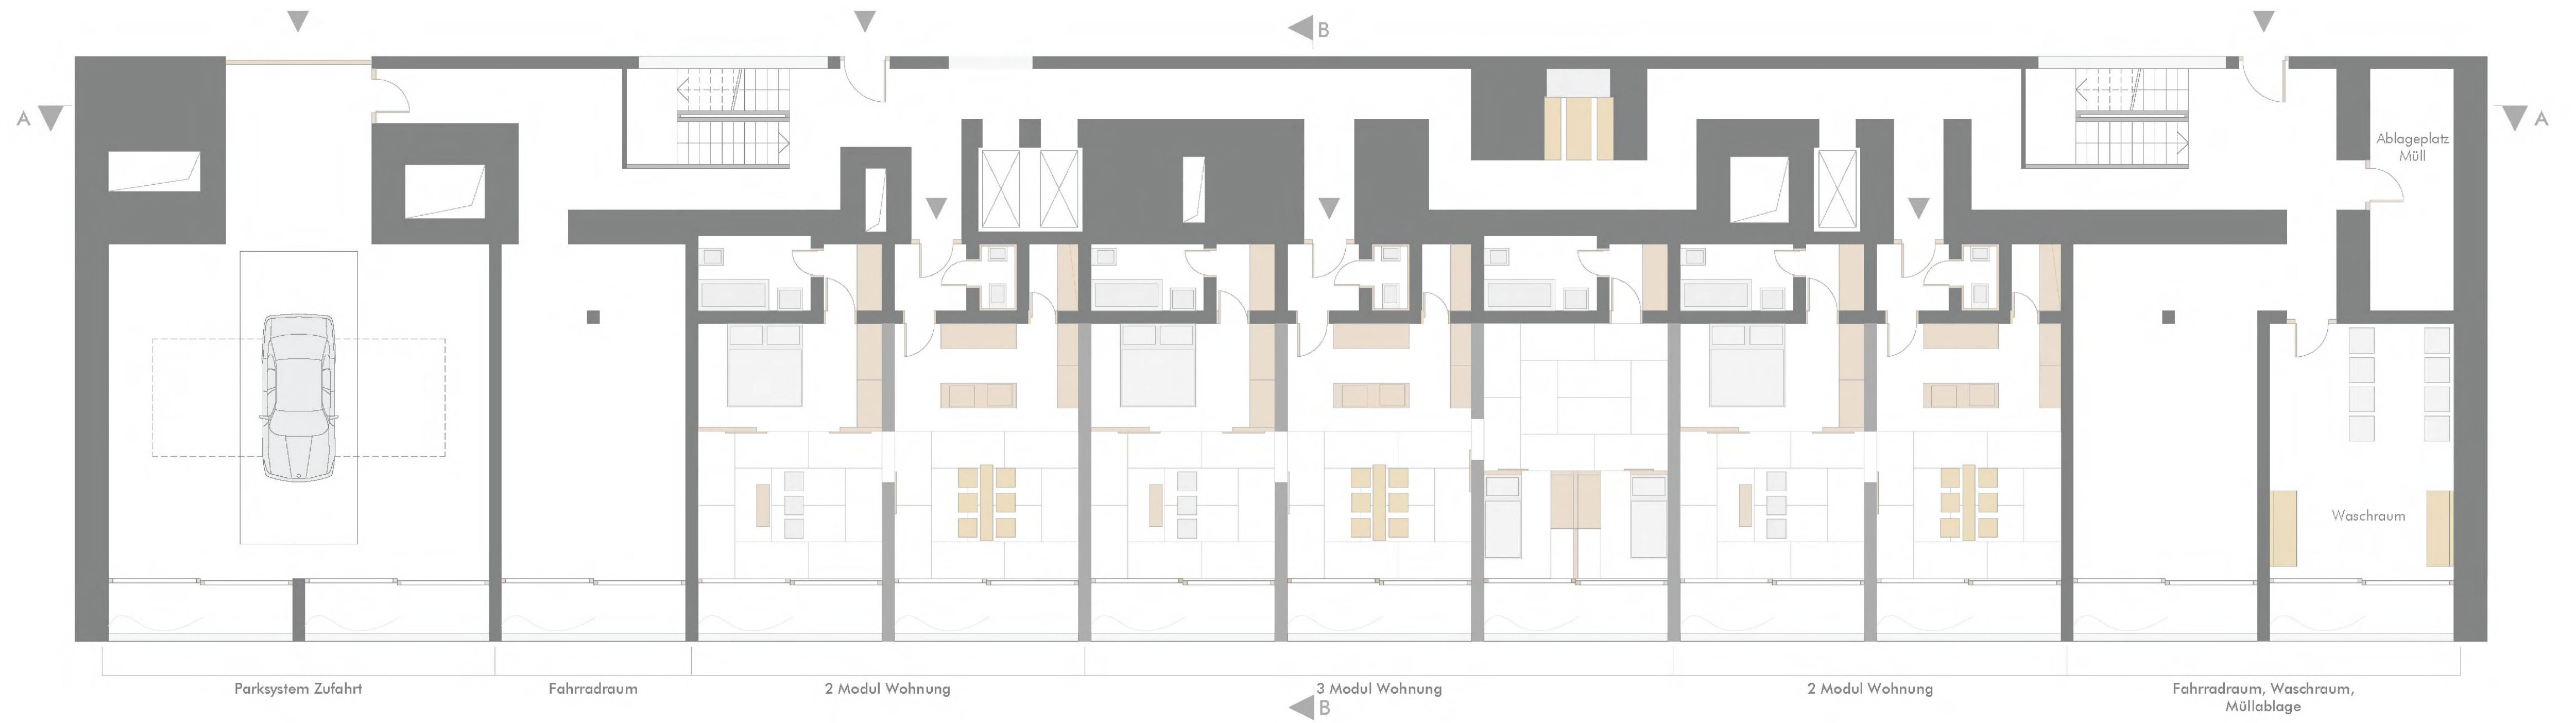 B
A
A
Ablageplatz
Müll
Waschraum
Parksystem Zufahrt
Fahrradraum
2 Modul Wohnung
3 Modul Wohnung
2 Modul Wohnung
Fahrradraum, Waschraum,
Müllablage
B